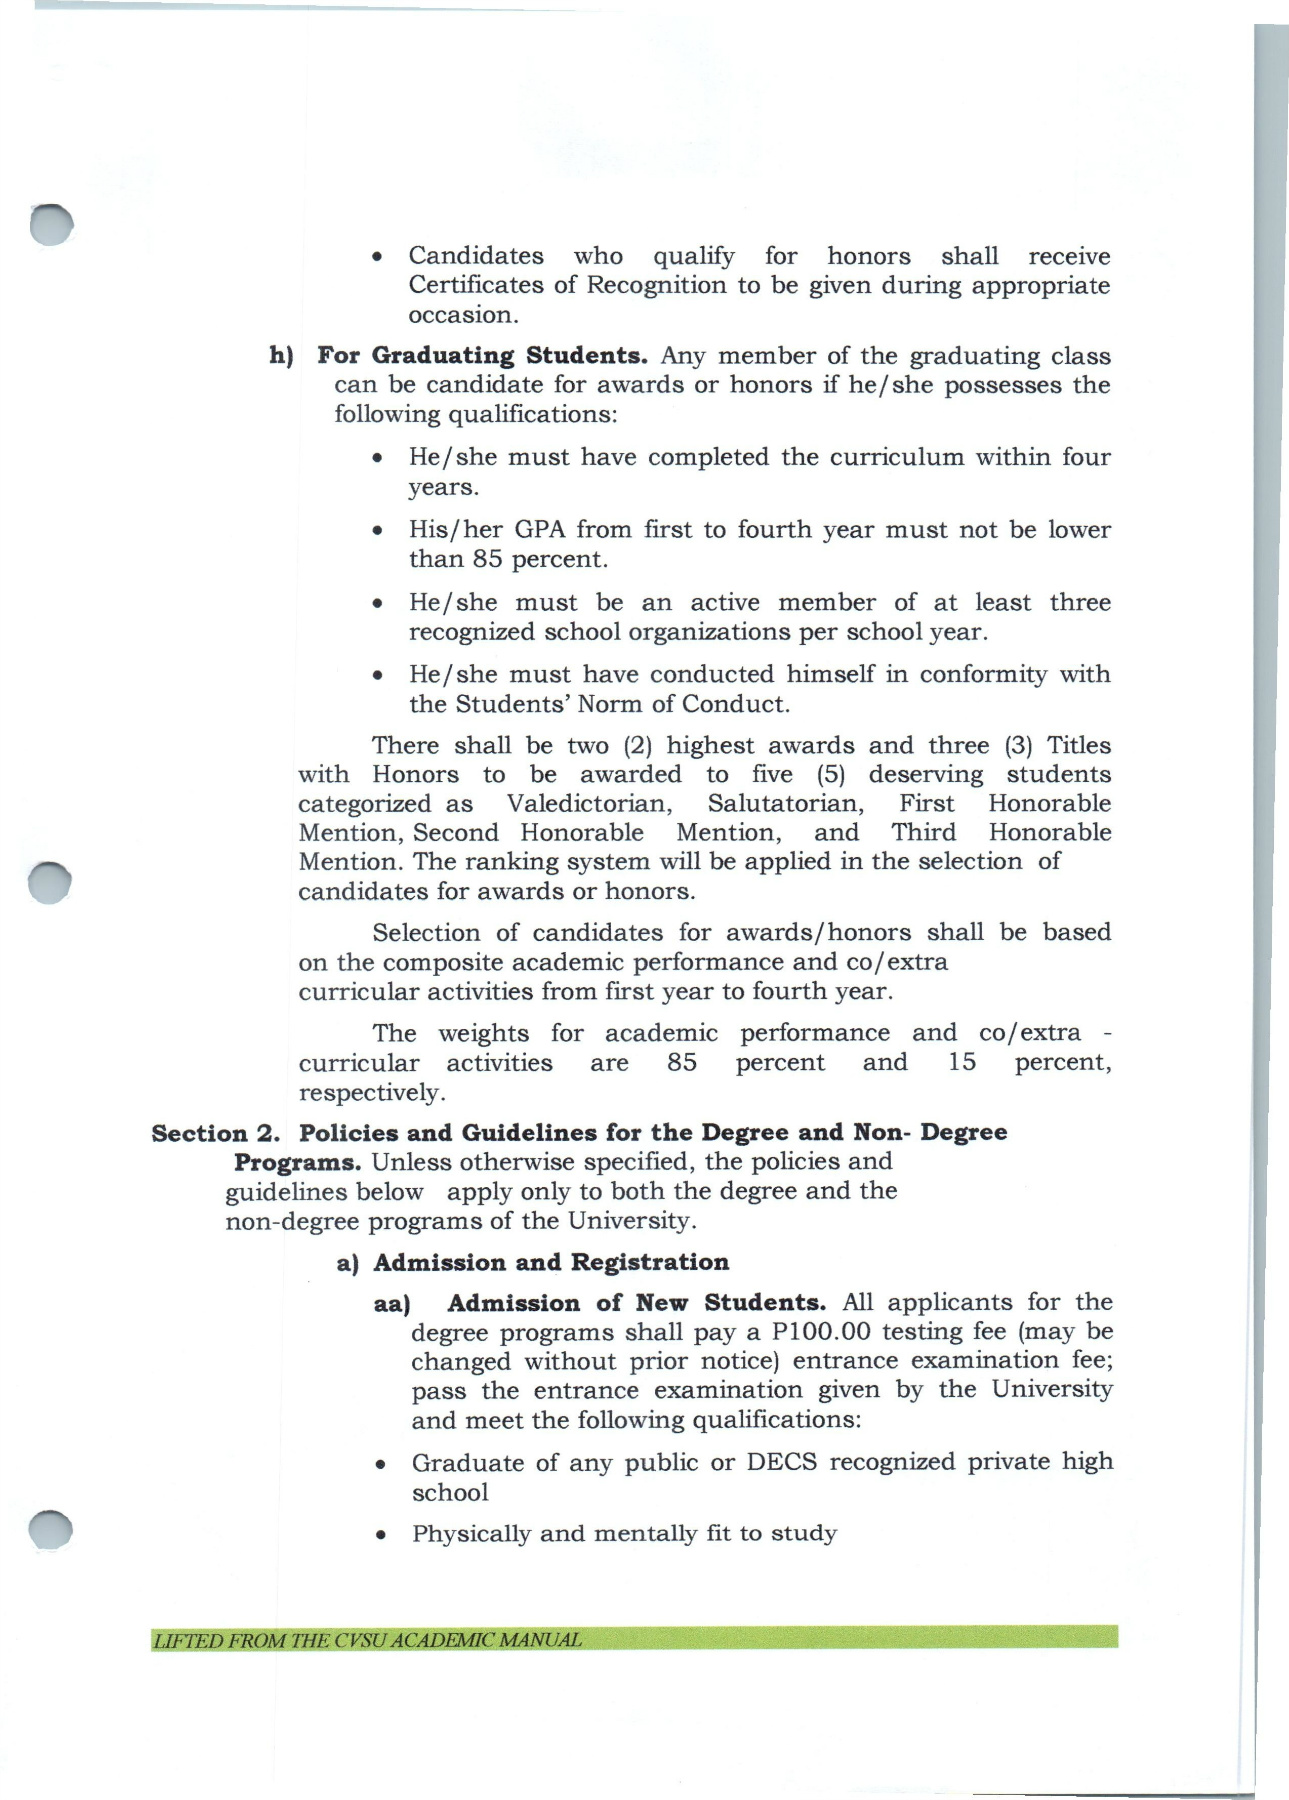 • Candidates who qualify for honors shall receive
Certificates of Recognition to be given during appropriate
occasion.
h) For Graduating Students. Any member of the graduating class
can be candidate for awards or honors if he/she possesses the
following qualifications:
• He/she must have completed the curriculum within four
years.
• His/her GPA from first to fourth year must not be lower
than 85 percent.
• He/she must be an active member of at least three
recognized school organizations per school year.
• He/she must have conducted himself in conformity with
the Students' Norm of Conduct.
There shall be two (2) highest awards and three (3) Titles
with Honors to be awarded to five (5) deserving students
categorized as Valedictorian, Salutatorian, First Honorable
Mention, Second Honorable Mention, and Third Honorable
Mention. The ranking system will be applied in the selection of
candidates for awards or honors.
Selection of candidates for awards/honors shall be based
on the composite academic performance and co/extra
curricular activities from first year to fourth year.
The weights for academic performance and co/extra -
curricular activities are 85 percent and 15 percent,
respectively.
Section 2. Policies and Guidelines for the Degree and Non- Degree
Programs. Unless otherwise specified, the policies and
guidelines below apply only to both the degree and the
non-degree programs of the University.
a) Admission and Registration
aa) Admission of New Students. All applicants for the
degree programs shall pay a P100.00 testing fee (may be
changed without prior notice) entrance examination fee;
pass the entrance examination given by the University
and meet the following qualifications:
• Graduate of any public or DECS recognized private high
school
• Physically and mentally fit to study
LIFTED FROM THE CVSU ACADEMIC MANUAL